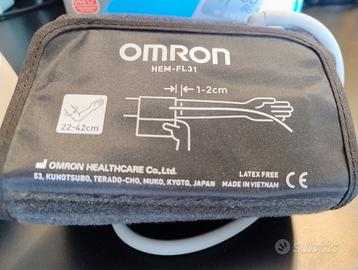 OMRON
HEM-FL31
1-2cm
22-42cm
OMRON HEALTHCARE Co., Ltd.
53, KUNOTSUBO, TERADO-CHO, MUKO, KYOTO, JAPAN
LATEX FREE
MADE IN VIETNAM
CE
subito